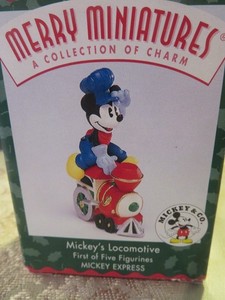 MERRY MINIATURES®
A COLLECTION OF CHARM
MICKEY & CO.
Mickey's Locomotive
First of Five Figurines
MICKEY EXPRESS